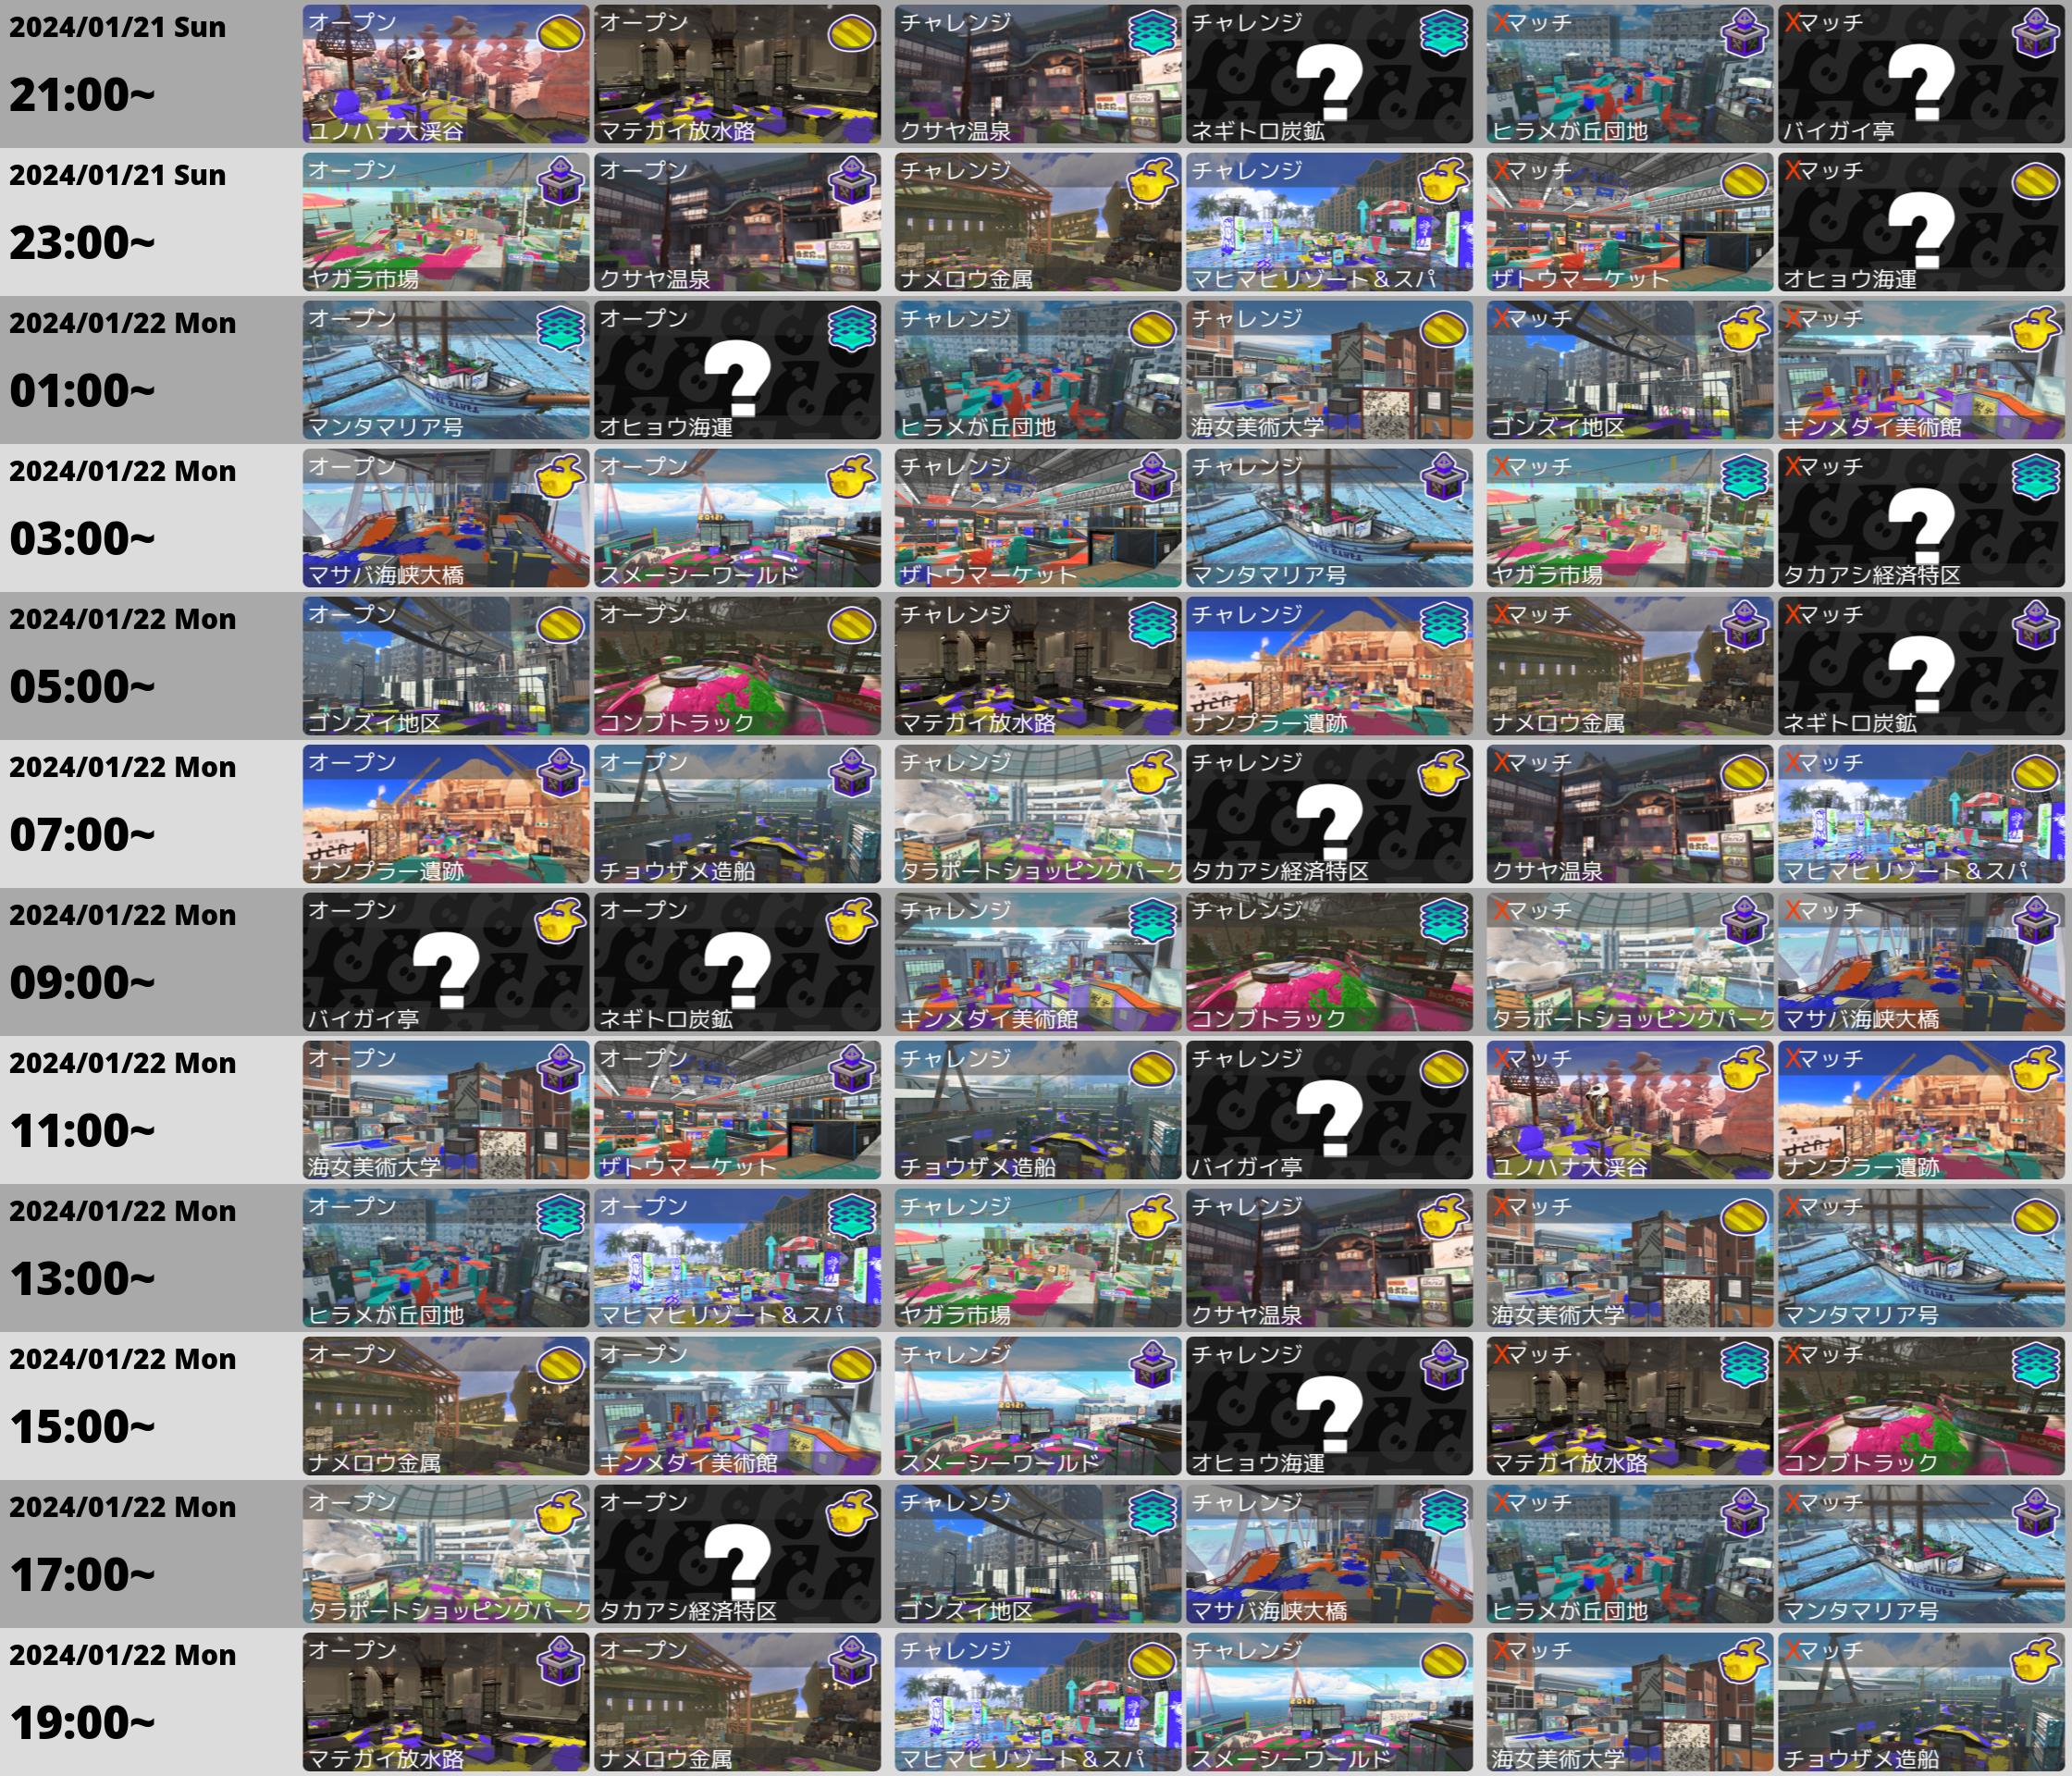 2024/01/21 Sun
21:00~
オープン オープン チャレンジ チャレンジ Xマッチ Xマッチ
ユノハナ大渓谷 マテガイ放水路 クサヤ温泉 ネギトロ炭鉱 ヒラメが丘団地 バイガイ亭
2024/01/21 Sun
23:00~
オープン オープン チャレンジ チャレンジ Xマッチ Xマッチ
ヤガラ市場 クサヤ温泉 ナメロウ金属 マヒマヒリゾート＆スパ ザトウマーケット オヒョウ海運
2024/01/22 Mon
01:00~
オープン オープン チャレンジ チャレンジ Xマッチ Xマッチ
マンタマリア号 オヒョウ海運 ヒラメが丘団地 海女美術大学 ゴンズイ地区 キンメダイ美術館
2024/01/22 Mon
03:00~
オープン オープン チャレンジ チャレンジ Xマッチ Xマッチ
マサバ海峡大橋 スメーシーワールド ザトウマーケット マンタマリア号 ヤガラ市場 タカアシ経済特区
2024/01/22 Mon
05:00~
オープン オープン チャレンジ チャレンジ Xマッチ Xマッチ
ゴンズイ地区 コンブトラック マテガイ放水路 ナンプラー遺跡 ナメロウ金属 ネギトロ炭鉱
2024/01/22 Mon
07:00~
オープン オープン チャレンジ チャレンジ Xマッチ Xマッチ
ナンプラー遺跡 チョウザメ造船 タラポートショッピングパーク タカアシ経済特区 クサヤ温泉 マヒマヒリゾート＆スパ
2024/01/22 Mon
09:00~
オープン オープン チャレンジ チャレンジ Xマッチ Xマッチ
バイガイ亭 ネギトロ炭鉱 キンメダイ美術館 コンブトラック タラポートショッピングパーク マサバ海峡大橋
2024/01/22 Mon
11:00~
オープン オープン チャレンジ チャレンジ Xマッチ Xマッチ
海女美術大学 ザトウマーケット チョウザメ造船 バイガイ亭 ユノハナ大渓谷 ナンプラー遺跡
2024/01/22 Mon
13:00~
オープン オープン チャレンジ チャレンジ Xマッチ Xマッチ
ヒラメが丘団地 マヒマヒリゾート＆スパ ヤガラ市場 クサヤ温泉 海女美術大学 マンタマリア号
2024/01/22 Mon
15:00~
オープン オープン チャレンジ チャレンジ Xマッチ Xマッチ
ナメロウ金属 キンメダイ美術館 スメーシーワールド オヒョウ海運 マテガイ放水路 コンブトラック
2024/01/22 Mon
17:00~
オープン オープン チャレンジ チャレンジ Xマッチ Xマッチ
タラポートショッピングパーク タカアシ経済特区 ゴンズイ地区 マサバ海峡大橋 ヒラメが丘団地 マンタマリア号
2024/01/22 Mon
19:00~
オープン オープン チャレンジ チャレンジ Xマッチ Xマッチ
マテガイ放水路 ナメロウ金属 マヒマヒリゾート＆スパ スメーシーワールド 海女美術大学 チョウザメ造船